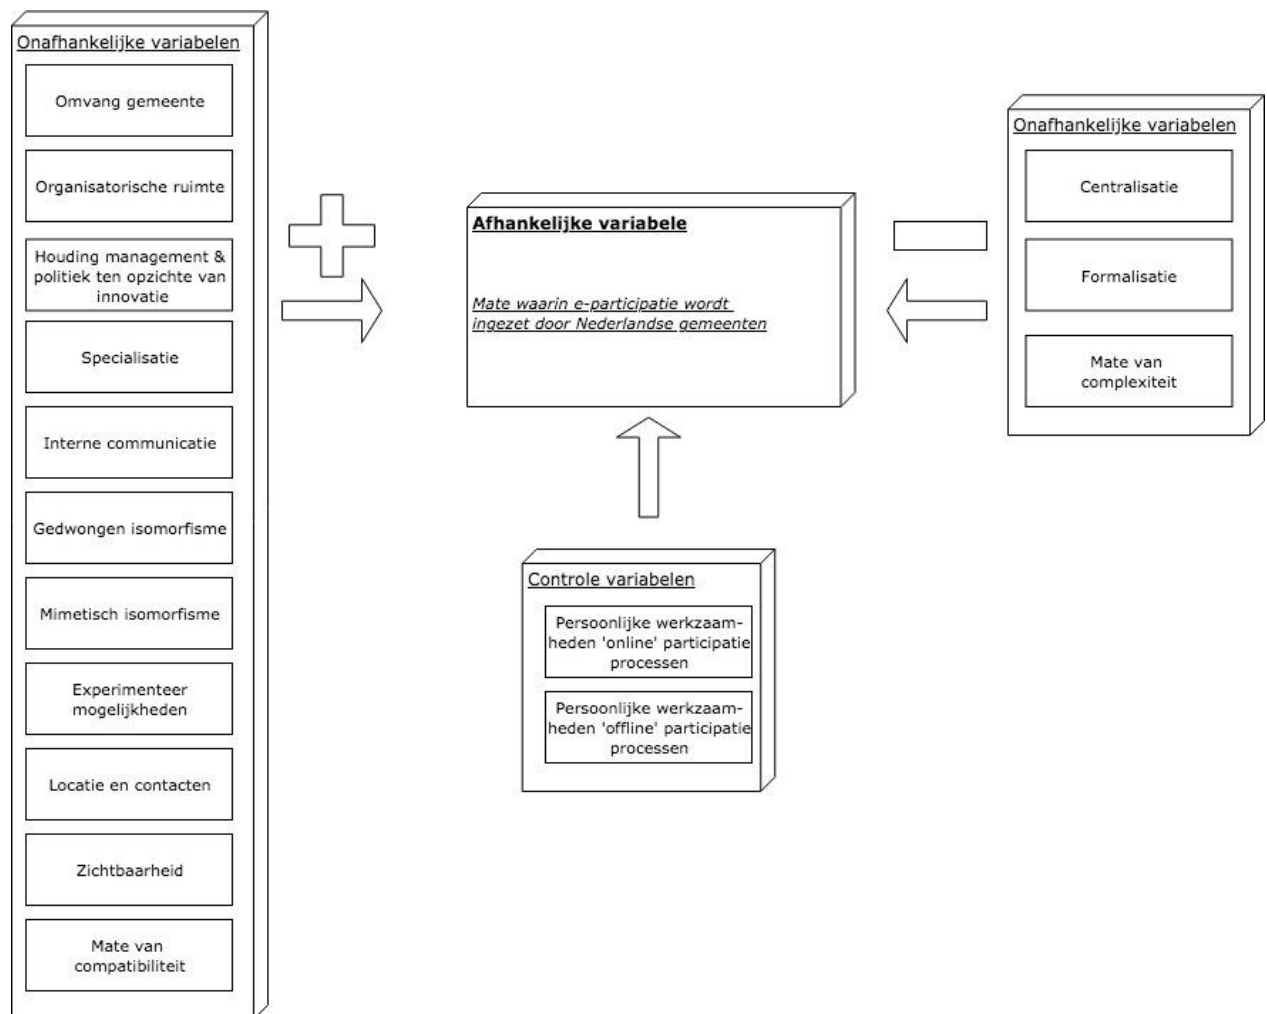 Onafhankelijke variabelen
Omvang gemeente
Organisatorische ruimte
Houding management &
politiek ten opzichte van
innovatie
Specialisatie
Interne communicatie
Gedwongen isomorfisme
Mimetisch isomorfisme
Experimenteer
mogelijkheden
Locatie en contacten
Zichtbaarheid
Mate van
compatibiliteit
Afhankelijke variabele
Mate waarin e-participatie wordt
ingezet door Nederlandse gemeenten
Controle variabelen
Persoonlijke werkzaam-
heden 'online' participatie
processen
Persoonlijke werkzaam-
heden 'offline' participatie
processen
Onafhankelijke variabelen
Centralisatie
Formalisatie
Mate van
complexiteit